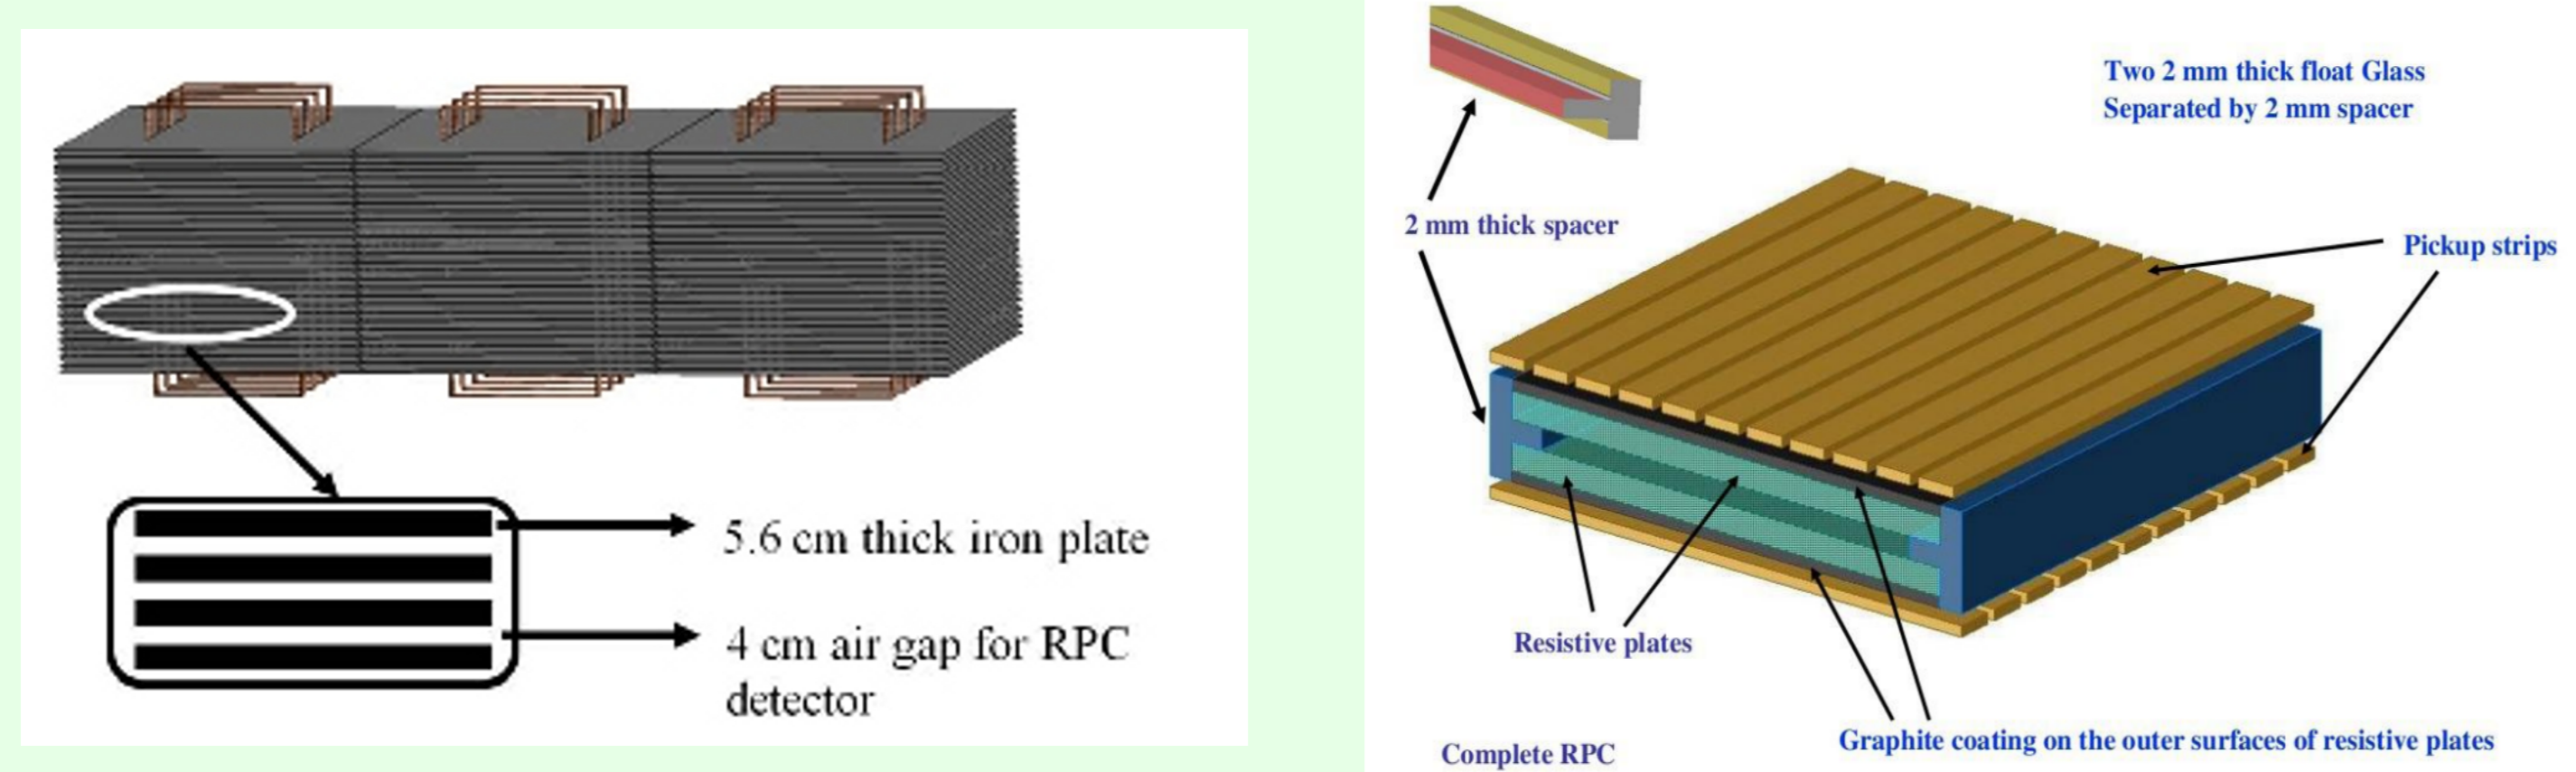 5.6 cm thick iron plate
4 cm air gap for RPC
detector
Two 2 mm thick float Glass
Separated by 2 mm spacer
2 mm thick spacer
Pickup strips
Resistive plates
Graphite coating on the outer surfaces of resistive plates
Complete RPC